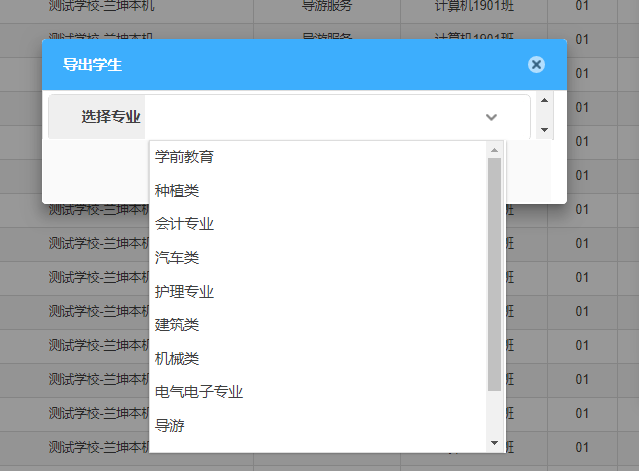 测试学校-兰坤本机 导游服务 计算机1901班 01
测试学校-兰坤本机 导游服务 计算机1901班 01
导出学生
01
选择专业
01
01
学前教育
01
种植类
测试学校-兰坤本机 班 01
会计专业
测试学校-兰坤本机 班 01
汽车类
测试学校-兰坤本机 班 01
护理专业
测试学校-兰坤本机 班 01
建筑类
测试学校-兰坤本机 班 01
机械类
测试学校-兰坤本机 班 01
电气电子专业
测试学校-兰坤本机 班 01
导游
测试学校-兰坤本机 班 01